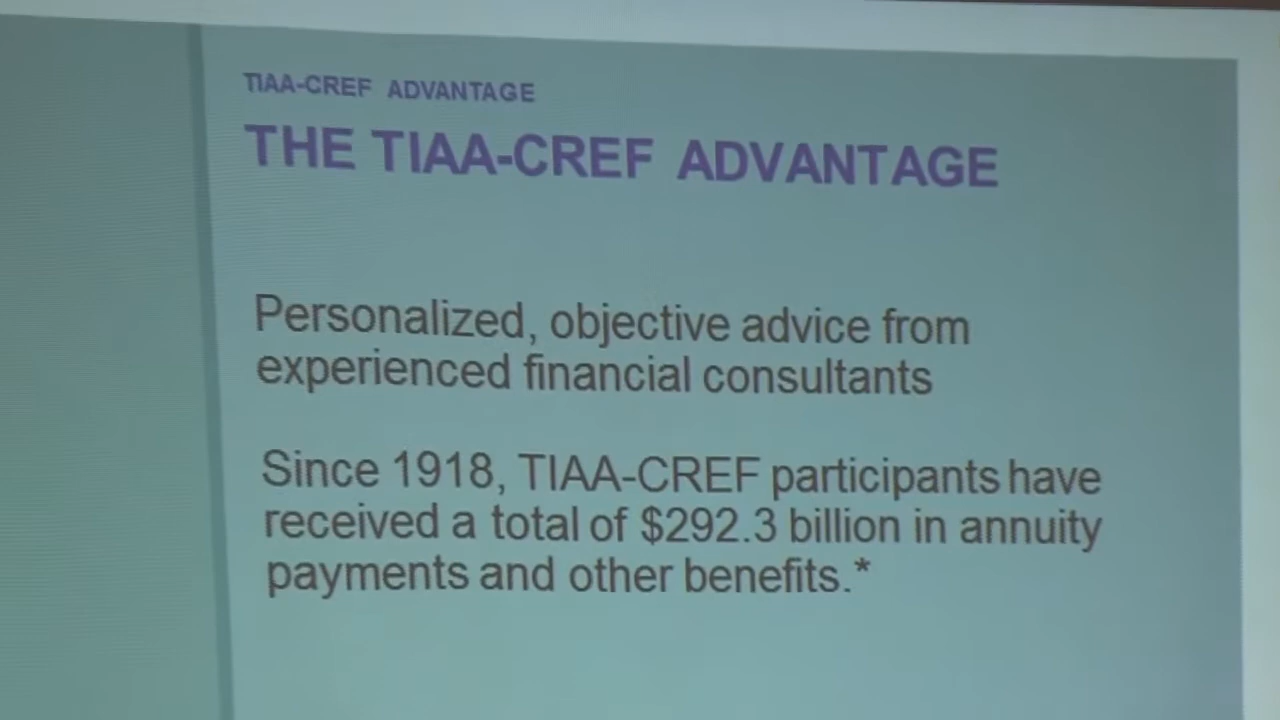 TIAA-CREF ADVANTAGE
THE TIAA-CREF ADVANTAGE
Personalized, objective advice from
experienced financial consultants
Since 1918, TIAA-CREF participants have
received a total of $292.3 billion in annuity
payments and other benefits.*